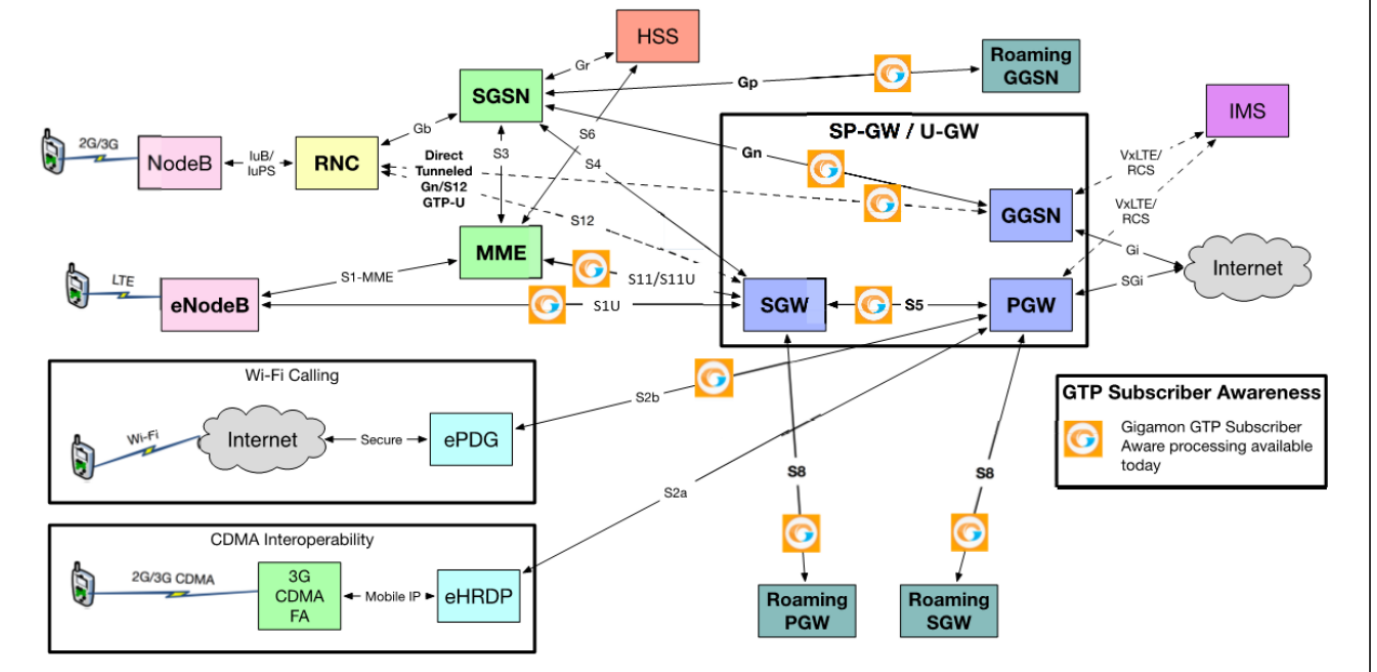 HSS
Gr
Roaming
GGSN
Gp
SGSN
IMS
SP-GW / U-GW
Gb
S6
2G/3G
NodeB
IuB/
IuPS
RNC
Direct
Tunneled
Gn/S12
GTP-U
S3
S4
Gn
VxLTE/
RCS
GGSN
VxLTE/
RCS
S12
MME
Gi
Internet
SGi
LTE
S1-MME
S11/S11U
eNodeB
S1U
SGW
S5
PGW
Wi-Fi Calling
S2b
GTP Subscriber Awareness
Gigamon GTP Subscriber
Aware processing available
today
Wi-Fi
Internet
Secure
ePDG
S8
S8
S2a
CDMA Interoperability
2G/3G CDMA
3G
CDMA
FA
Mobile IP
eHRDP
Roaming
PGW
Roaming
SGW